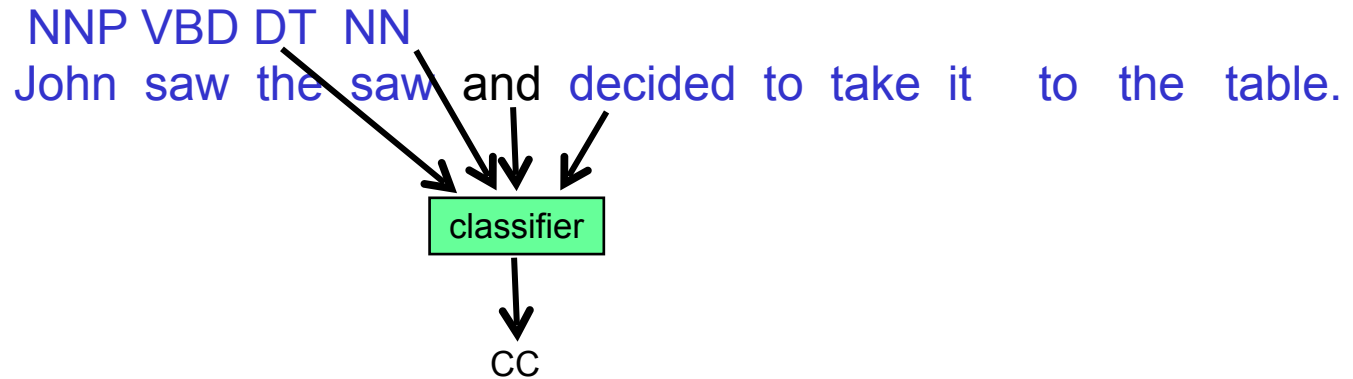 NNP VBD DT NN
John saw the saw and decided to take it to the table.
classifier
CC